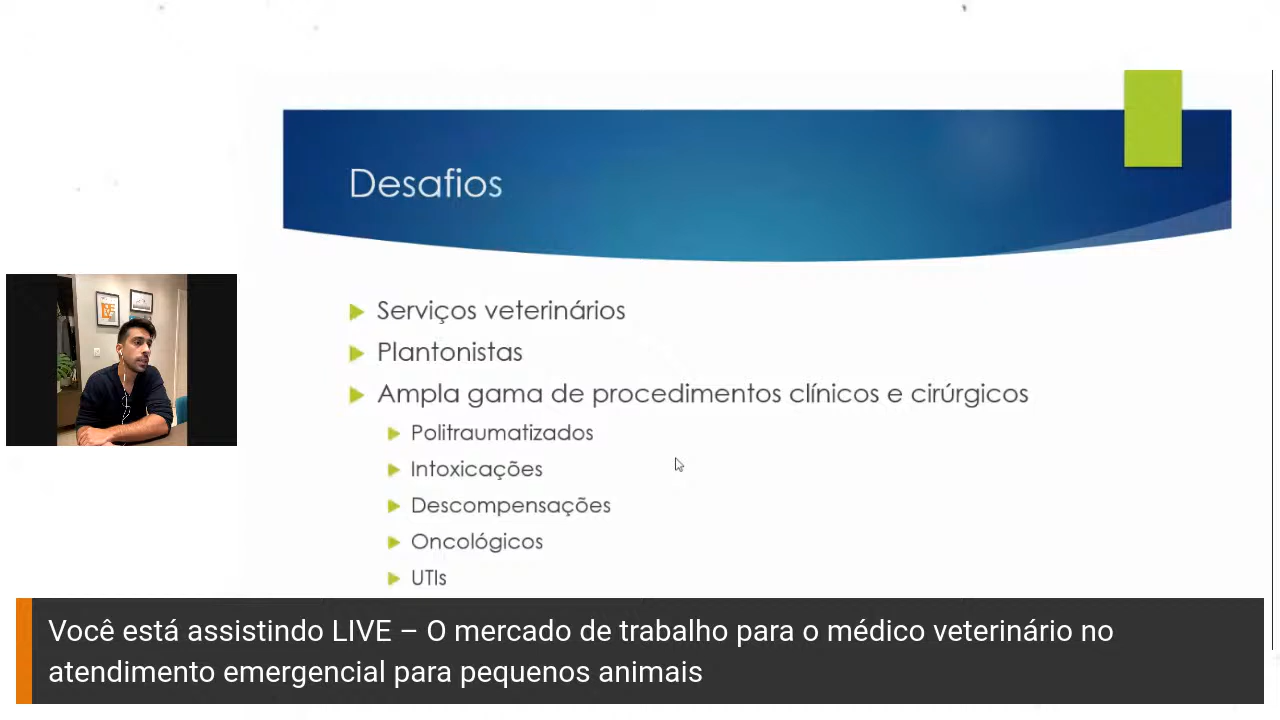 Desafios
Serviços veterinários
Plantonistas
Ampla gama de procedimentos clínicos e cirúrgicos
Politraumatizados
Intoxicações
Descompensações
Oncológicos
UTIs
Você está assistindo LIVE – O mercado de trabalho para o médico veterinário no
atendimento emergencial para pequenos animais